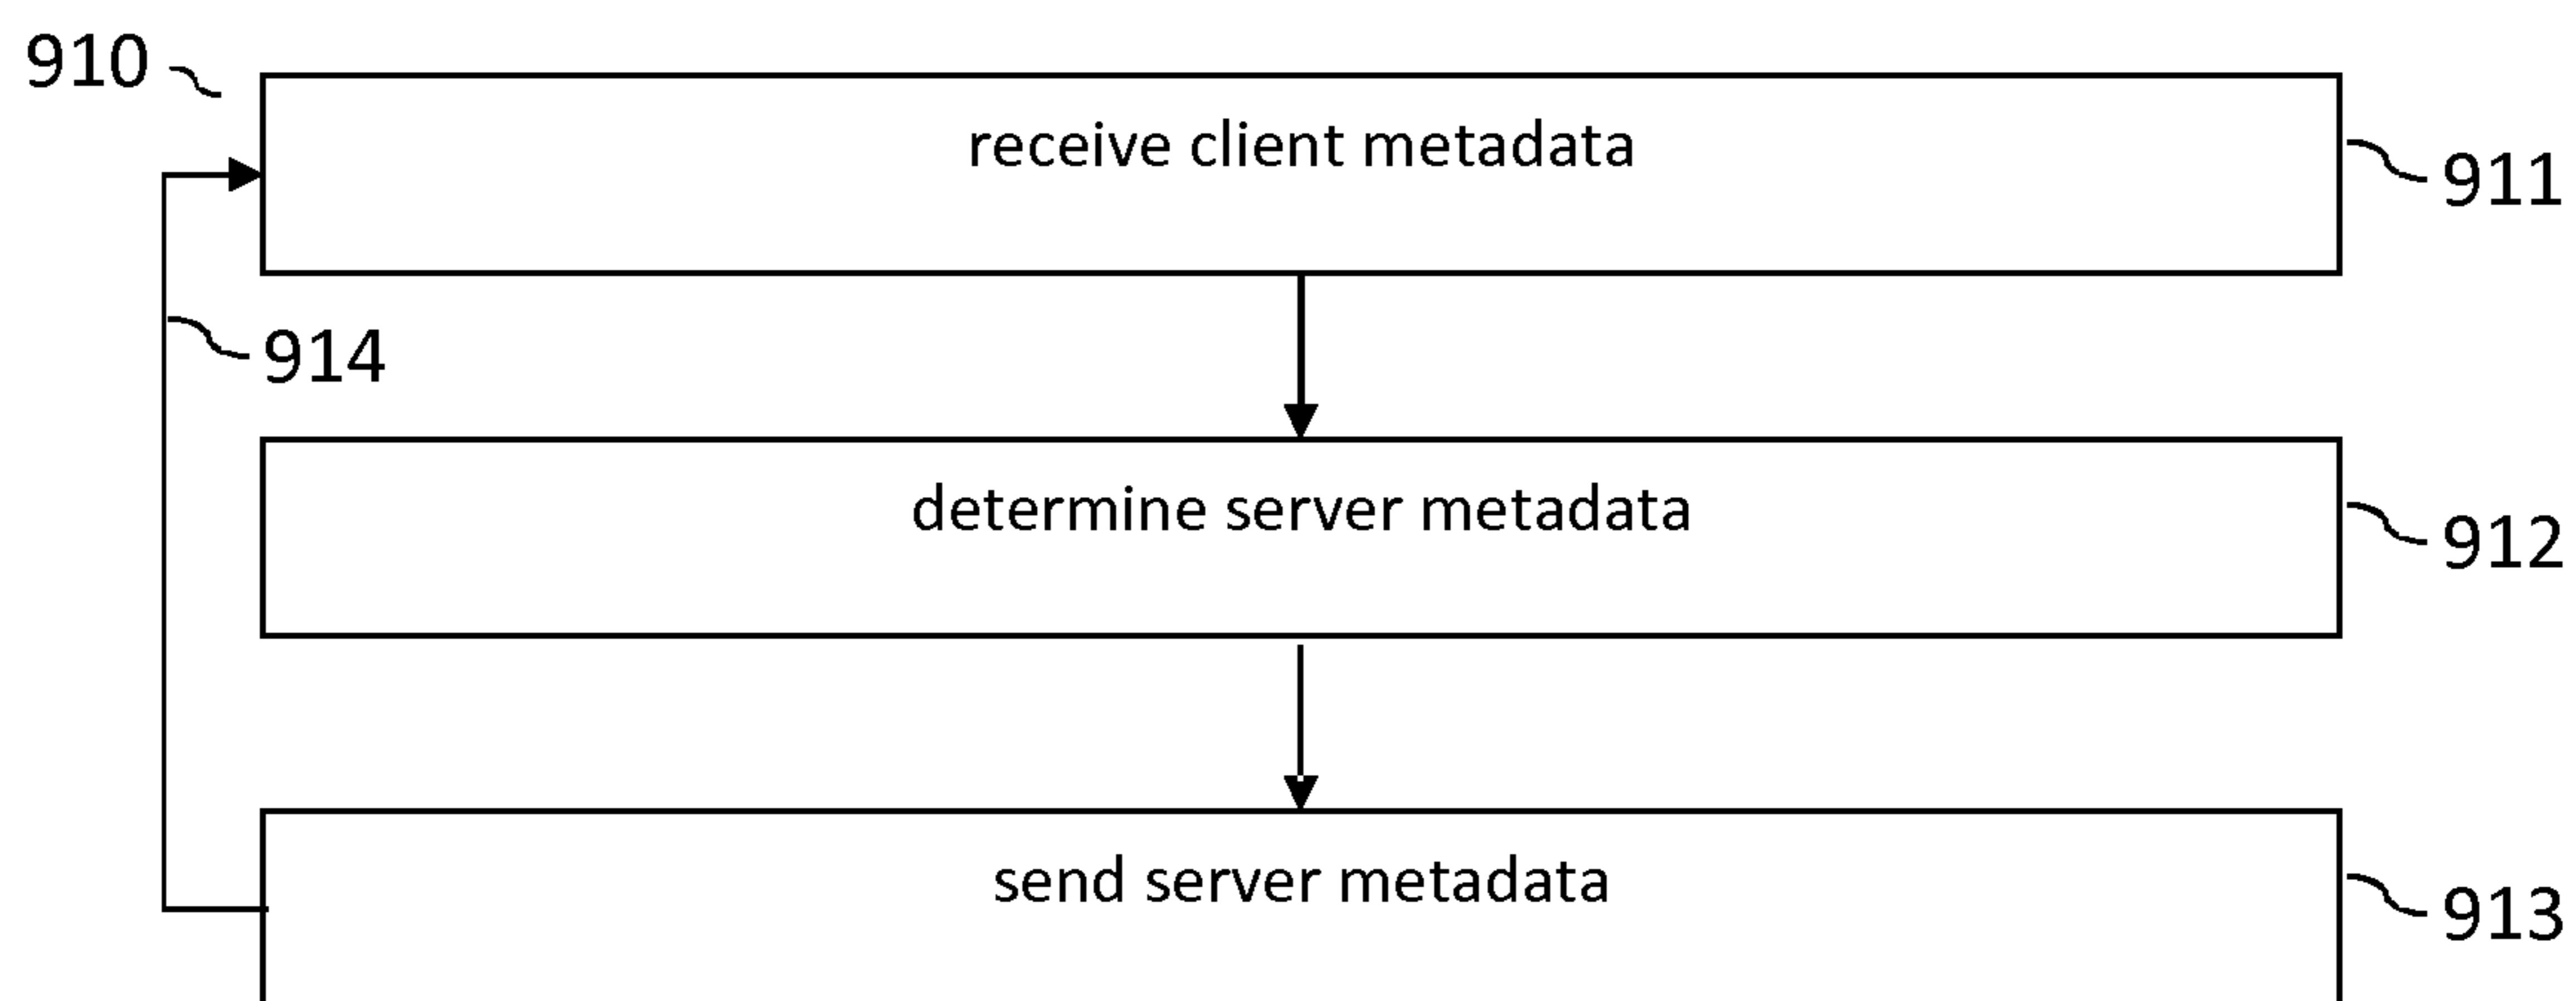 910
receive client metadata
911
914
determine server metadata
912
send server metadata
913